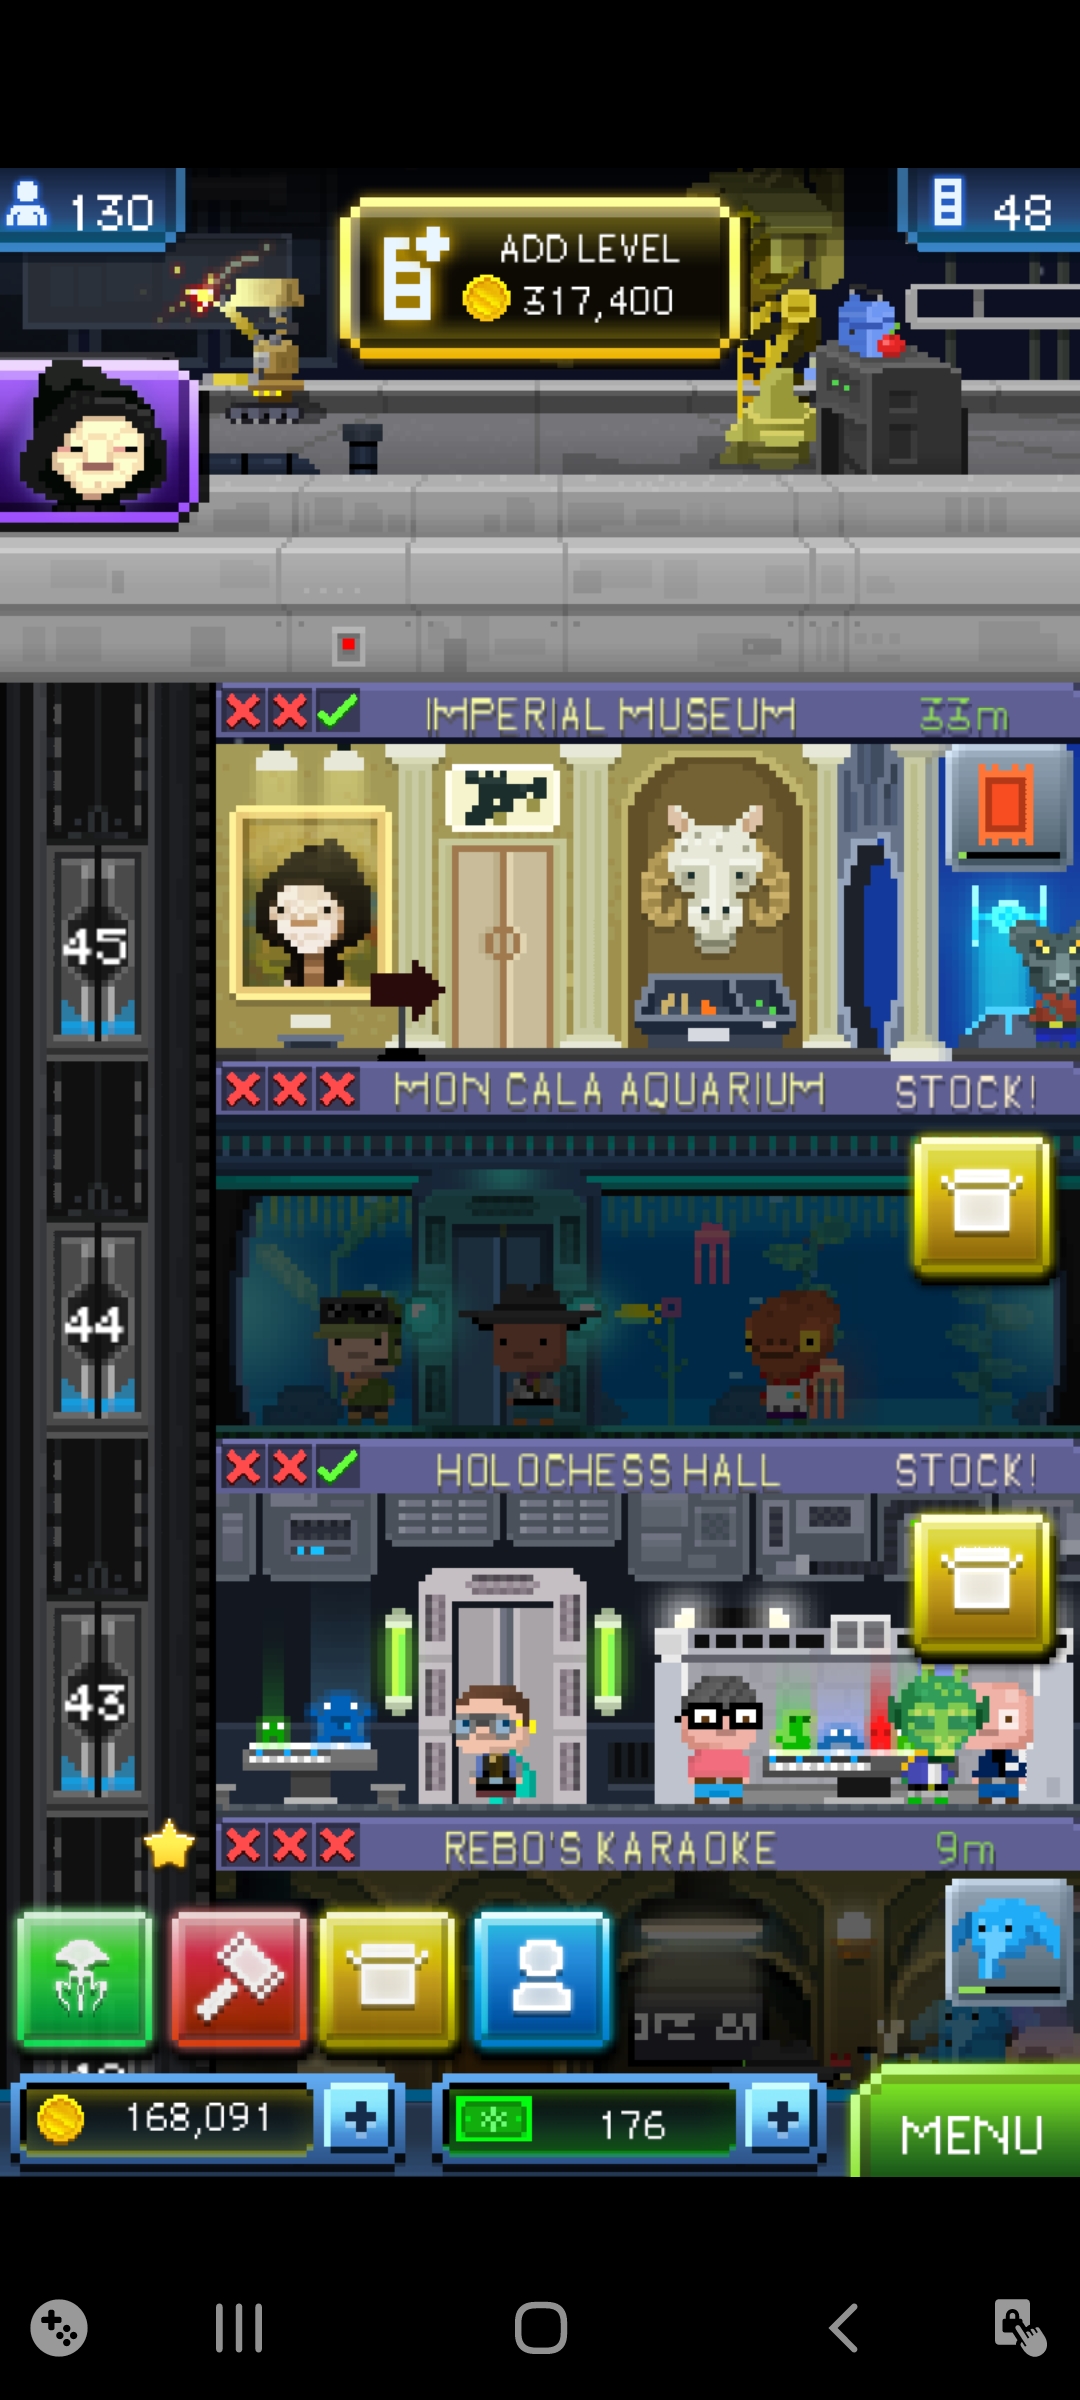 130
ADD LEVEL
48
317,400
IMPERIAL MUSEUM 33m
45
MON CALA AQUARIUM STOCK!
44
HOLOCHESS HALL STOCK!
43
REBO'S KARAOKE 9m
168,091
176
MENU